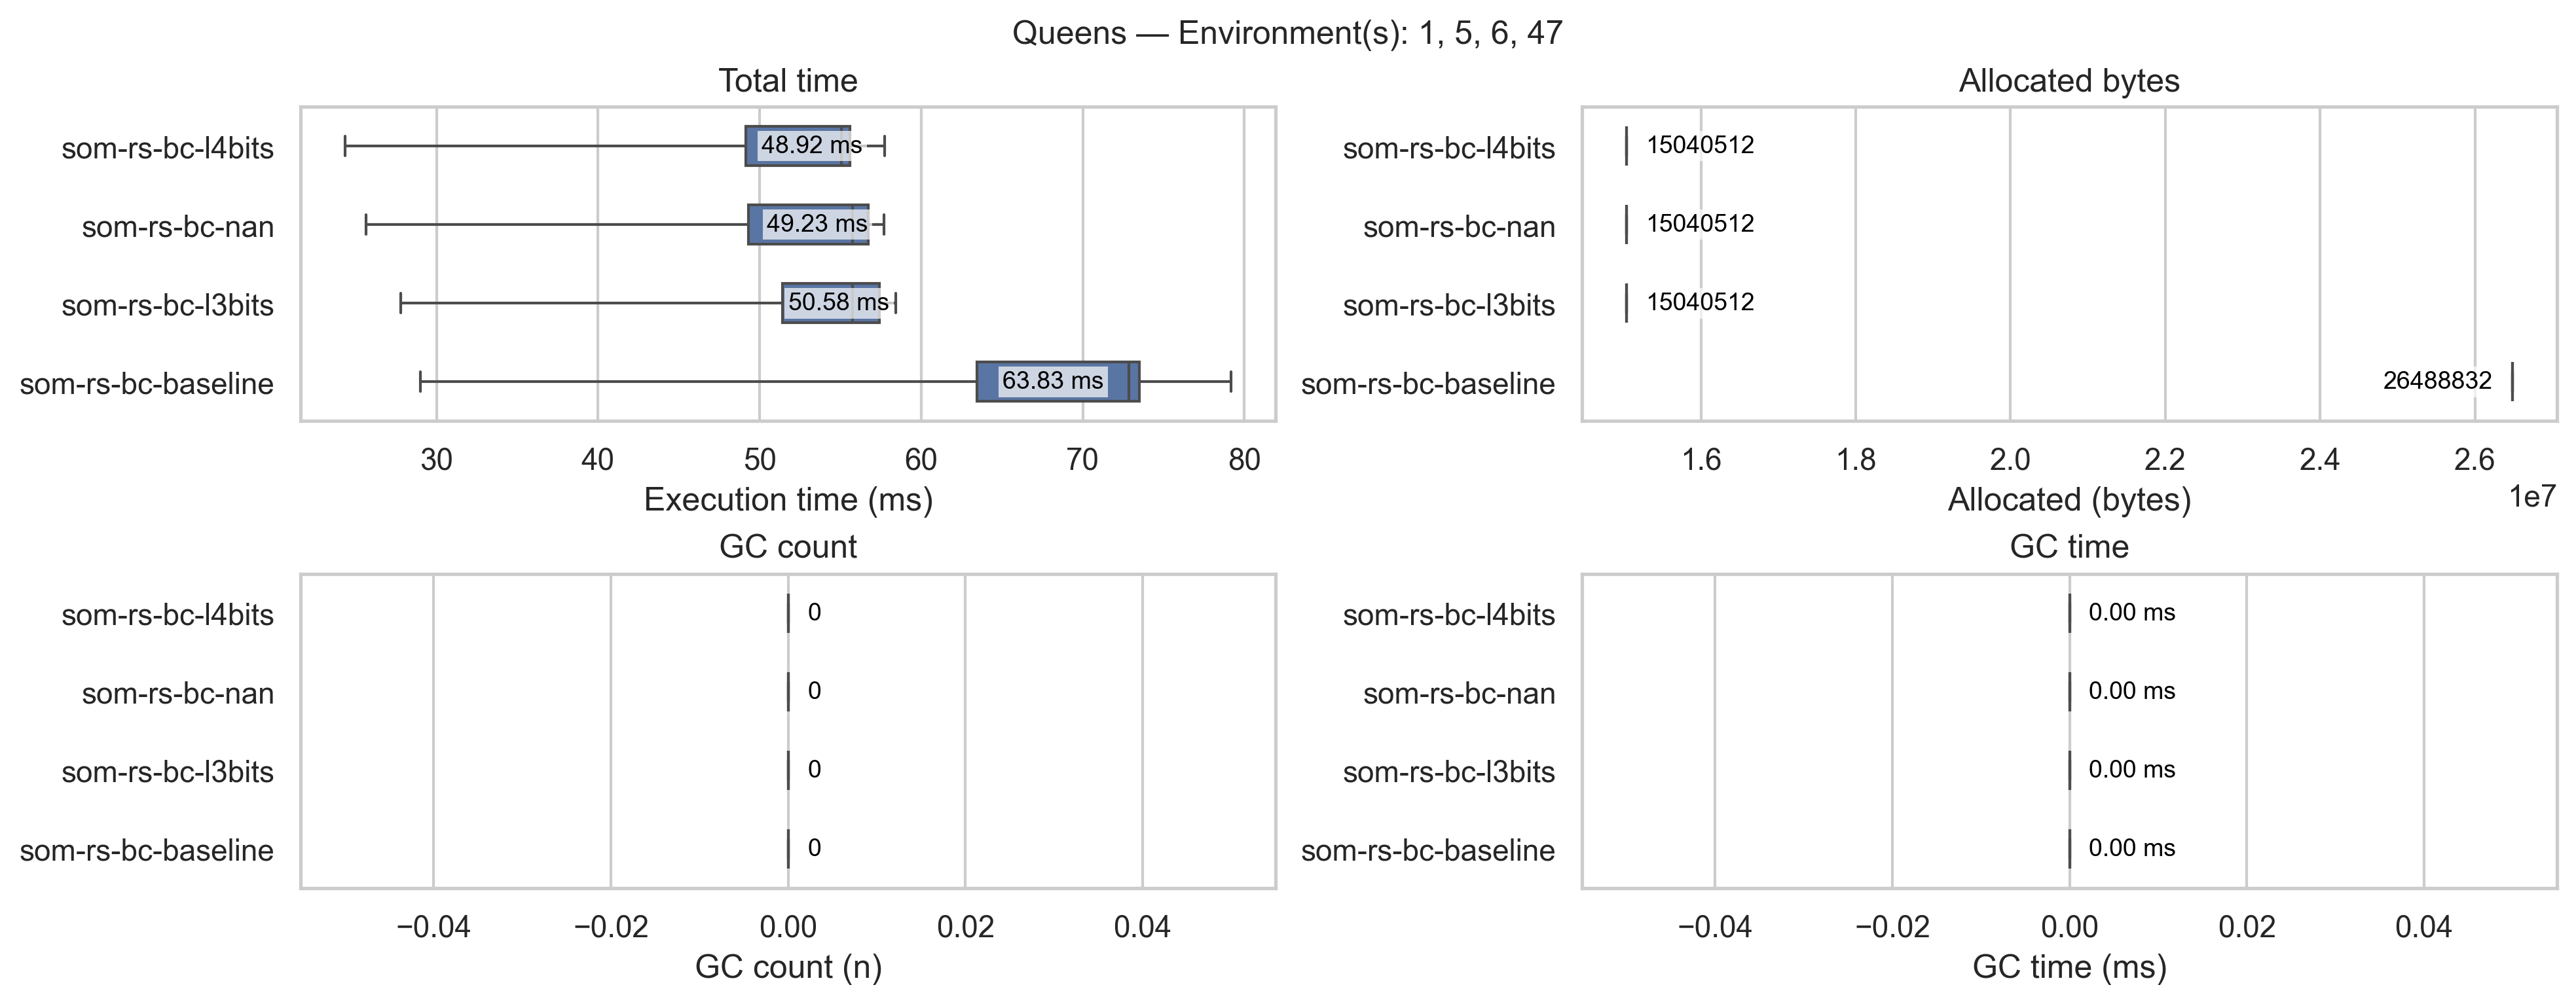 Queens — Environment(s): 1, 5, 6, 47
Total time
som-rs-bc-l4bits
48.92 ms
som-rs-bc-nan
49.23 ms
som-rs-bc-l3bits
50.58 ms
som-rs-bc-baseline
63.83 ms
30 40 50 60 70 80
Execution time (ms)
Allocated bytes
som-rs-bc-l4bits
15040512
som-rs-bc-nan
15040512
som-rs-bc-l3bits
15040512
som-rs-bc-baseline
26488832
1.6 1.8 2.0 2.2 2.4 2.6
1e7
Allocated (bytes)
GC count
som-rs-bc-l4bits
0
som-rs-bc-nan
0
som-rs-bc-l3bits
0
som-rs-bc-baseline
0
−0.04 −0.02 0.00 0.02 0.04
GC count (n)
GC time
som-rs-bc-l4bits
0.00 ms
som-rs-bc-nan
0.00 ms
som-rs-bc-l3bits
0.00 ms
som-rs-bc-baseline
0.00 ms
−0.04 −0.02 0.00 0.02 0.04
GC time (ms)